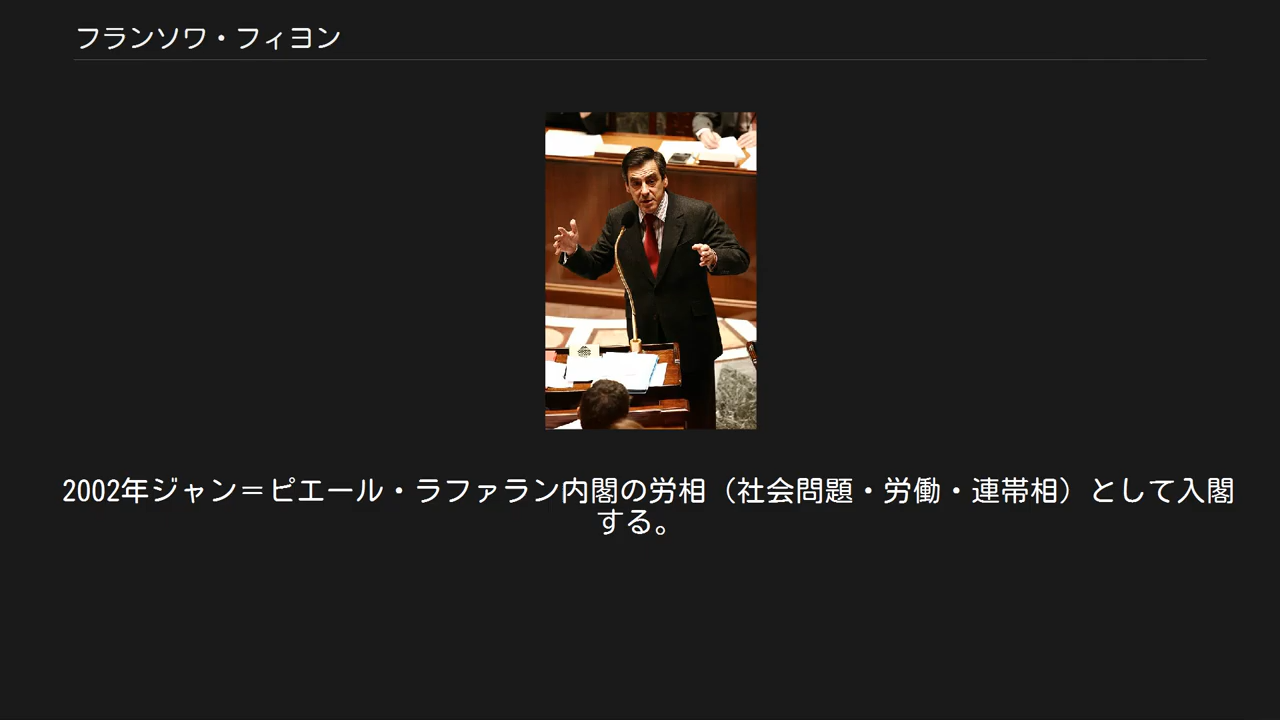 フランソワ・フィヨン
2002年ジャン＝ピエール・ラファラン内閣の労相（社会問題・労働・連帯相）として入閣
する。